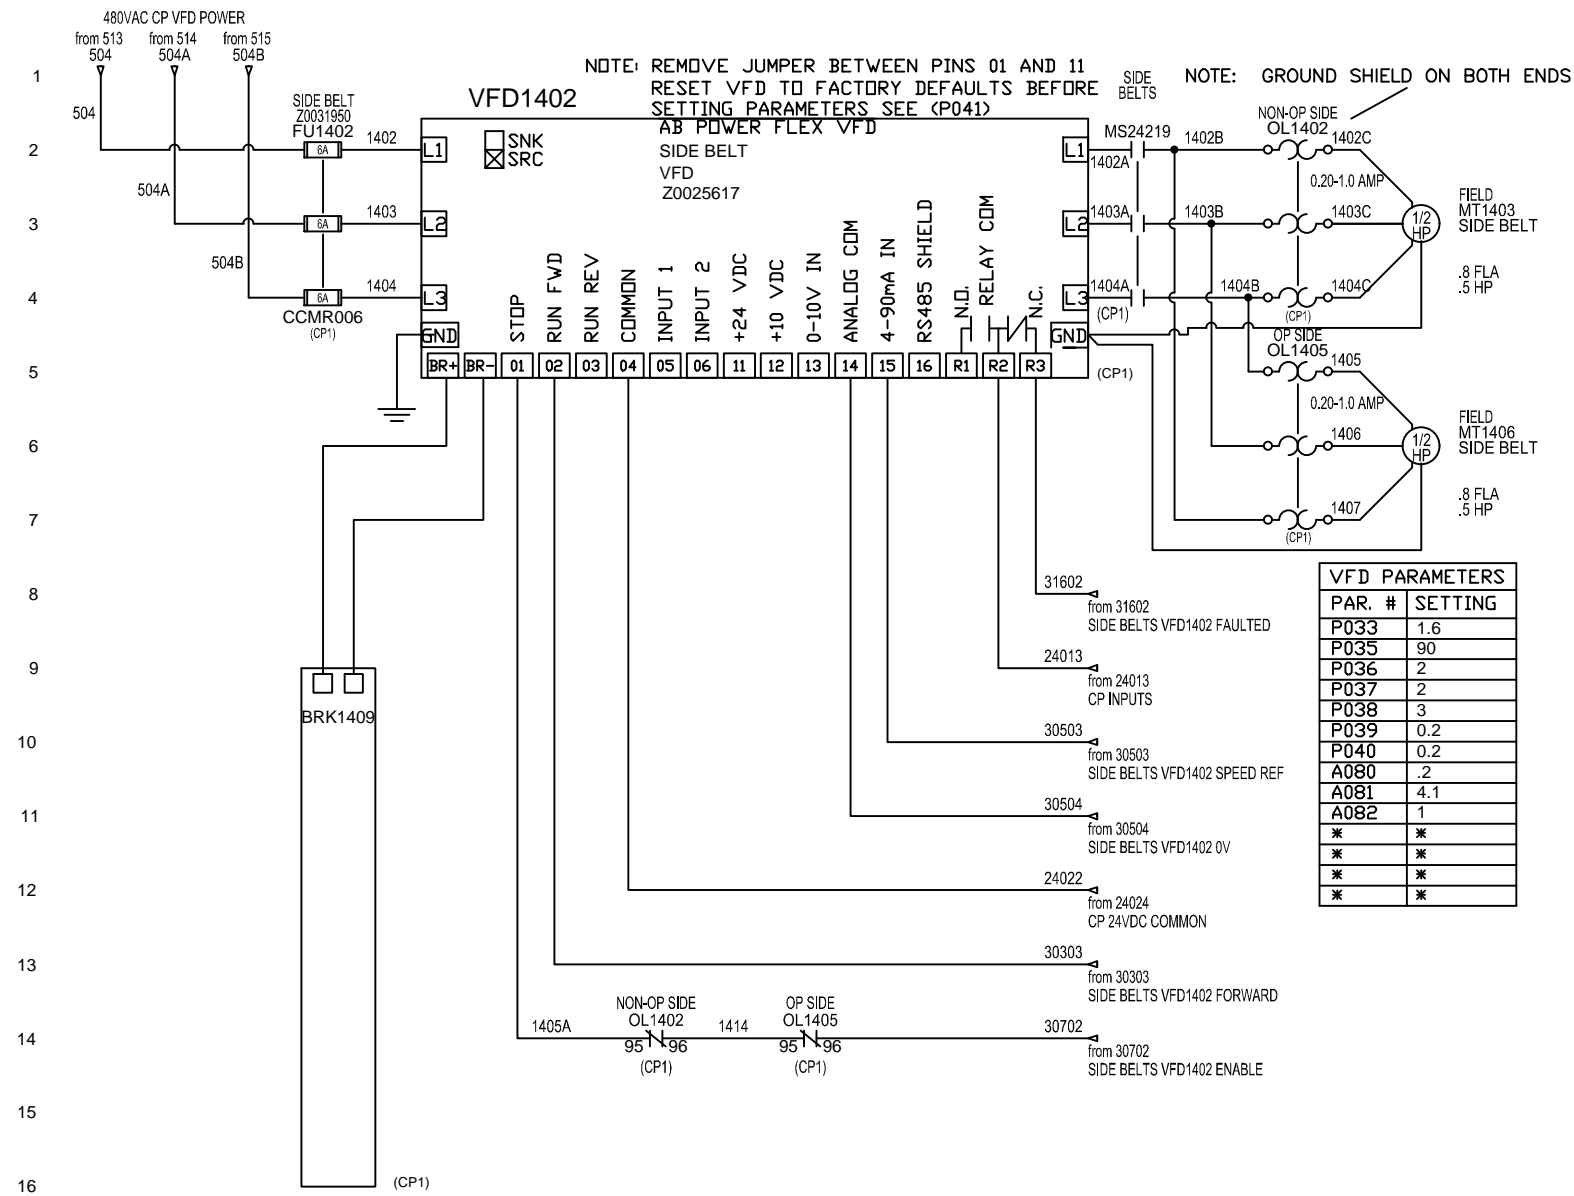 480VAC CP VFD POWER
from 513
504
from 514
504A
from 515
504B
504
504A
504B
SIDE BELT
Z0031950
FU1402
6A
6A
6A
CCMR006
(CP1)
1402
1403
1404
NOTE: REMOVE JUMPER BETWEEN PINS 01 AND 11
RESET VFD TO FACTORY DEFAULTS BEFORE
SETTING PARAMETERS SEE (P041)
VFD1402
AB POWER FLEX VFD
SNK
SRC
SIDE BELT
VFD
Z0025617
L1
L2
L3
GND
STOP
RUN FWD
RUN REV
COMMON
INPUT 1
INPUT 2
+24 VDC
+10 VDC
0-10V IN
ANALOG COM
4-90mA IN
RS485 SHIELD
N.O.
RELAY COM
N.C.
BR+ BR- 01 02 03 04 05 06 11 12 13 14 15 16 R1 R2 R3
L1
L2
L3
GND
(CP1)
SIDE
BELTS
MS24219
1402A
1403A
1404A
(CP1)
1402B
1403B
1404B
NOTE: GROUND SHIELD ON BOTH ENDS
NON-OP SIDE
OL1402
1402C
0.20-1.0 AMP
1403C
1404C
(CP1)
1/2
HP
FIELD
MT1403
SIDE BELT
.8 FLA
.5 HP
OP SIDE
OL1405
1405
0.20-1.0 AMP
1406
1407
(CP1)
1/2
HP
FIELD
MT1406
SIDE BELT
.8 FLA
.5 HP
31602
from 31602
SIDE BELTS VFD1402 FAULTED
24013
from 24013
CP INPUTS
30503
from 30503
SIDE BELTS VFD1402 SPEED REF
30504
from 30504
SIDE BELTS VFD1402 0V
24022
from 24024
CP 24VDC COMMON
30303
from 30303
SIDE BELTS VFD1402 FORWARD
1405A
NON-OP SIDE
OL1402
95 96
(CP1)
1414
OP SIDE
OL1405
95 96
(CP1)
30702
from 30702
SIDE BELTS VFD1402 ENABLE
BRK1409
(CP1)
VFD PARAMETERS
PAR. # SETTING
P033 1.6
P035 90
P036 2
P037 2
P038 3
P039 0.2
P040 0.2
A080 .2
A081 4.1
A082 1
* *
* *
* *
* *
1
2
3
4
5
6
7
8
9
10
11
12
13
14
15
16